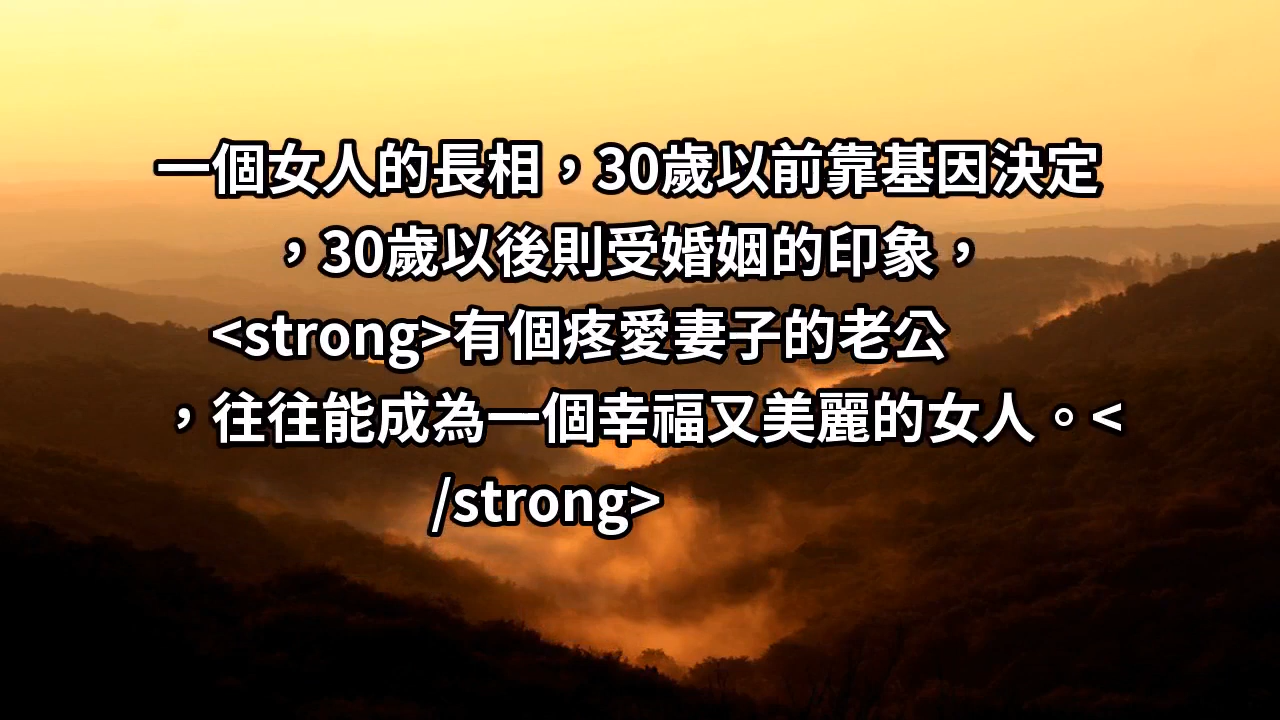 一個女人的長相，30歲以前靠基因決定
，30歲以後則受婚姻的印象，
<strong>有個疼愛妻子的老公
，往往能成為一個幸福又美麗的女人。<
/strong>